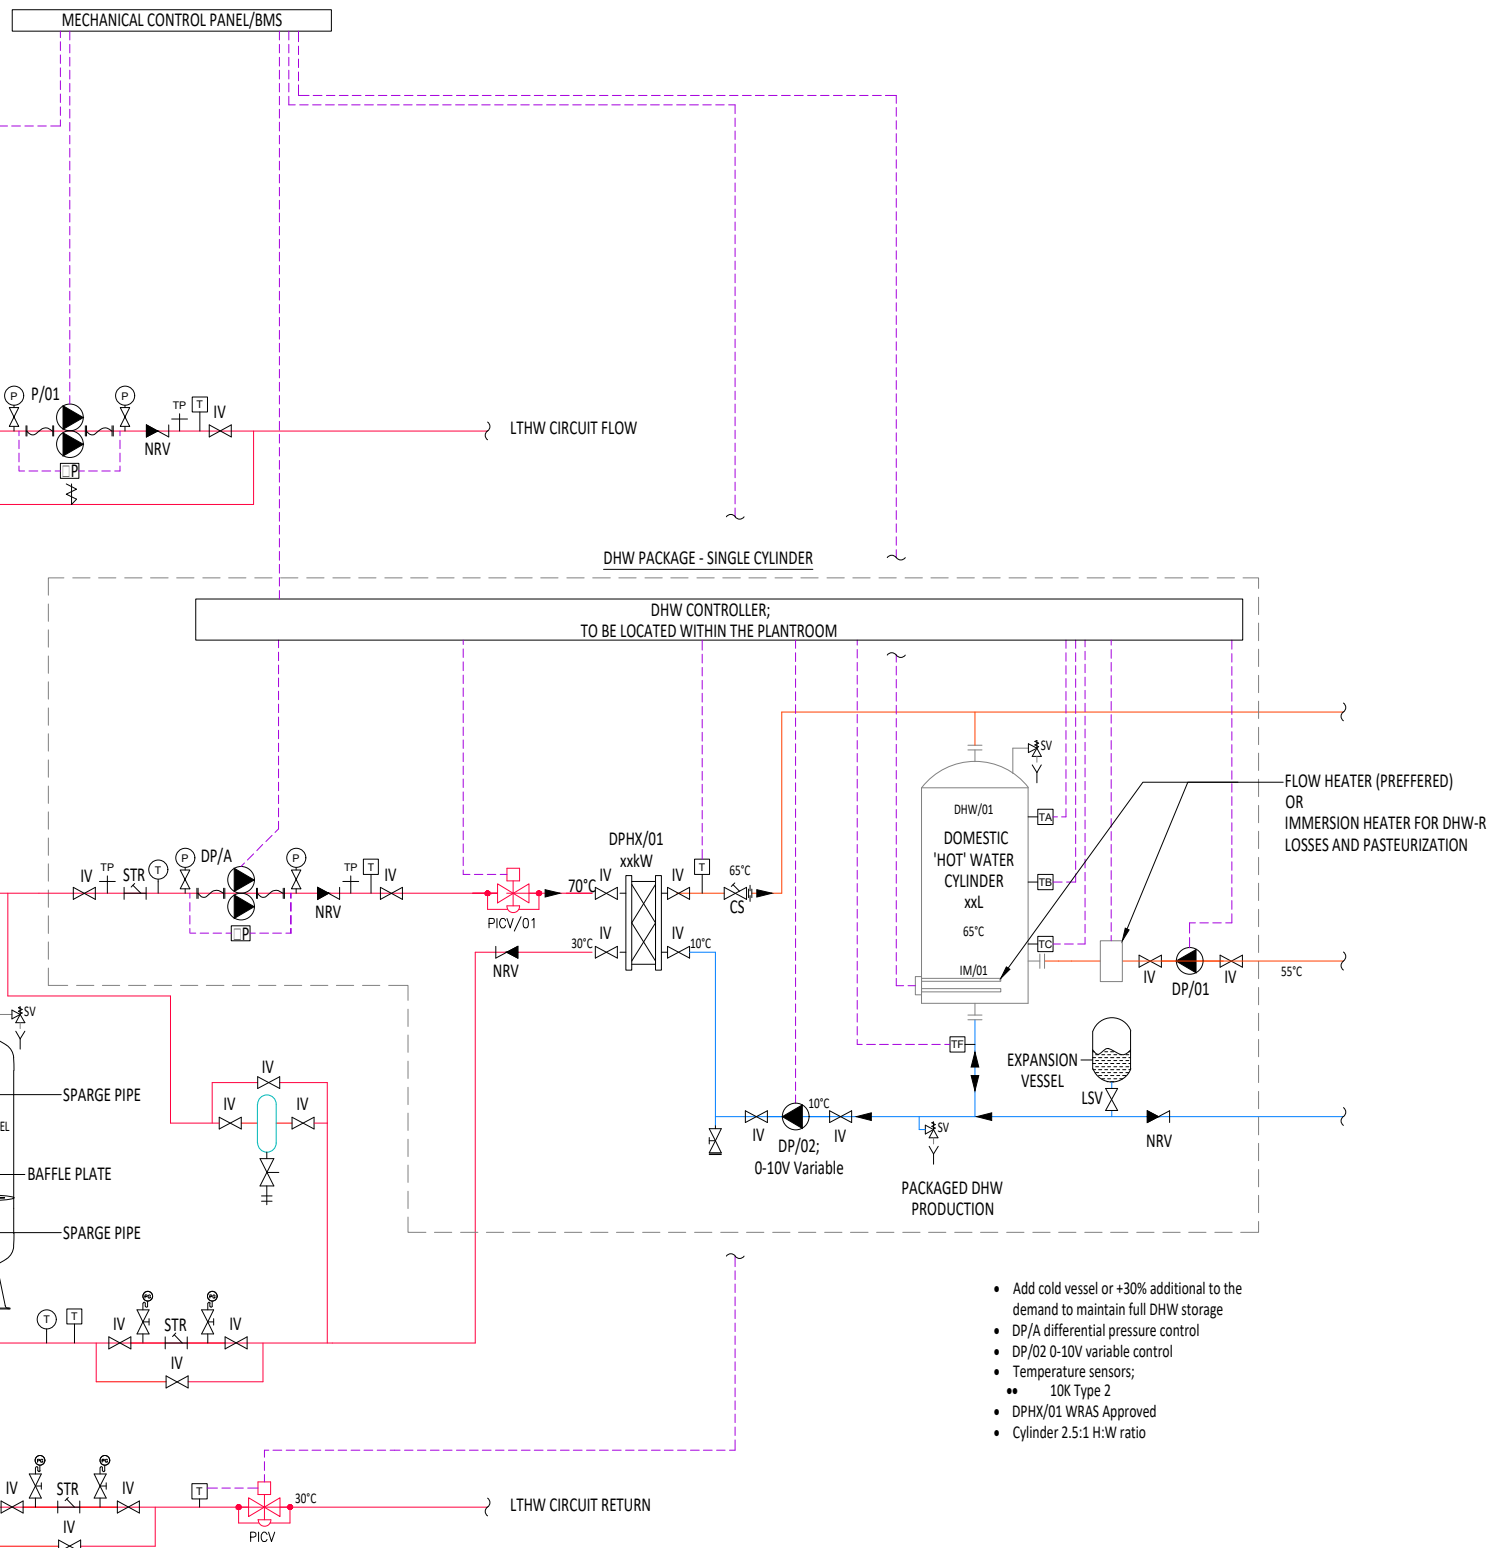 MECHANICAL CONTROL PANEL/BMS
P
P/01
P
TP
T
IV
NRV
P
LTHW CIRCUIT FLOW
DHW PACKAGE - SINGLE CYLINDER
DHW CONTROLLER;
TO BE LOCATED WITHIN THE PLANTROOM
SV
FLOW HEATER (PREFFERED)
OR
IMMERSION HEATER FOR DHW-R
LOSSES AND PASTEURIZATION
DHW/01
DOMESTIC
'HOT' WATER
CYLINDER
xxL
65°C
IM/01
TA
TB
TC
TF
IV
TP
STR
T
P
DP/A
P
NRV
TP
T
IV
P
PICV/01
70°C
DPHX/01
xxkW
IV
IV
T
65°C
CS
30°C
IV
IV
10°C
NRV
IV
DP/01
IV
55°C
SV
SPARGE PIPE
EL
BAFFLE PLATE
SPARGE PIPE
IV
IV
IV
EXPANSION
VESSEL
LSV
NRV
IV
10°C
IV
DP/02;
0-10V Variable
SV
PACKAGED DHW
PRODUCTION
T
T
IV
PG
STR
PG
IV
IV
• Add cold vessel or +30% additional to the
demand to maintain full DHW storage
• DP/A differential pressure control
• DP/02 0-10V variable control
• Temperature sensors;
•• 10K Type 2
• DPHX/01 WRAS Approved
• Cylinder 2.5:1 H:W ratio
IV
PG
STR
PG
IV
IV
T
PICV
30°C
LTHW CIRCUIT RETURN